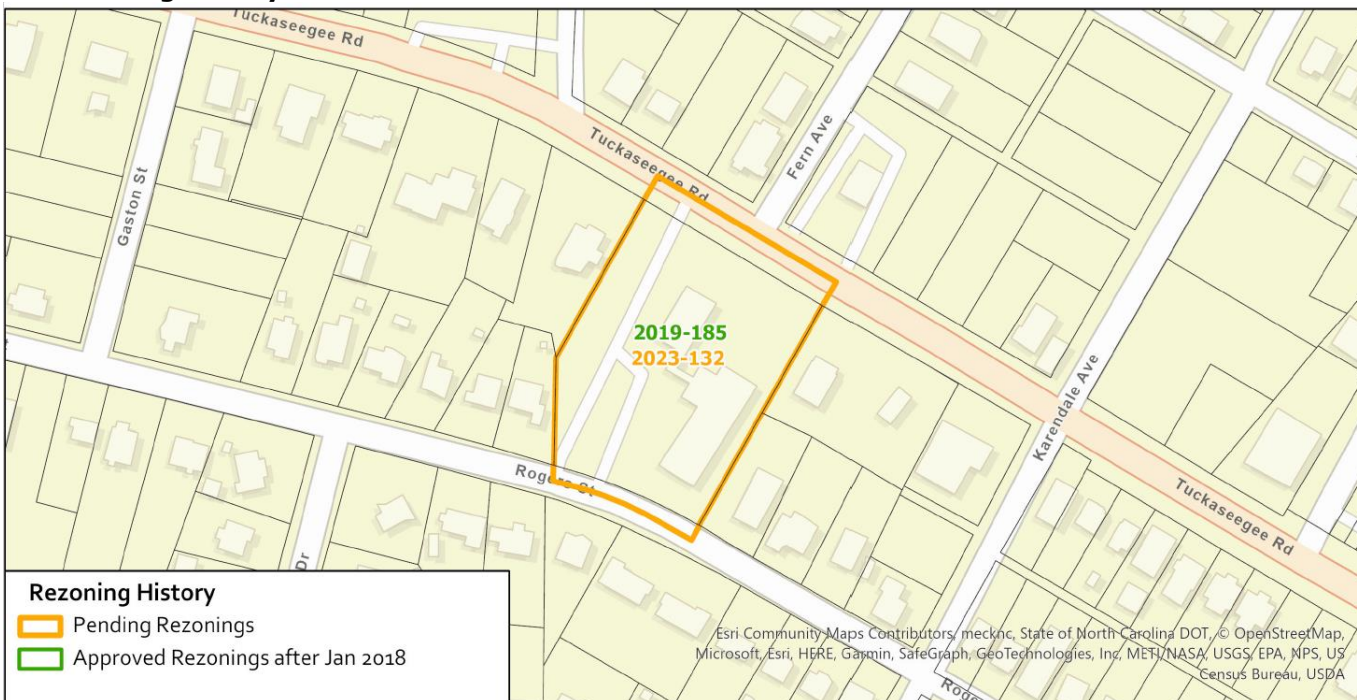 Tuckaseegee Rd
Gaston St
Tuckaseegee Rd
Fern Ave
2019-185
2023-132
Karendale Ave
Tuckaseegee Rd
Rogers St
Dr
Rezoning History
Pending Rezonings
Approved Rezonings after Jan 2018
Esri Community Maps Contributors, mecknc, State of North Carolina DOT, © OpenStreetMap,
Microsoft, Esri, HERE, Garmin, SafeGraph, GeoTechnologies, Inc, METI/NASA, USGS, EPA, NPS, US
Census Bureau, USDA